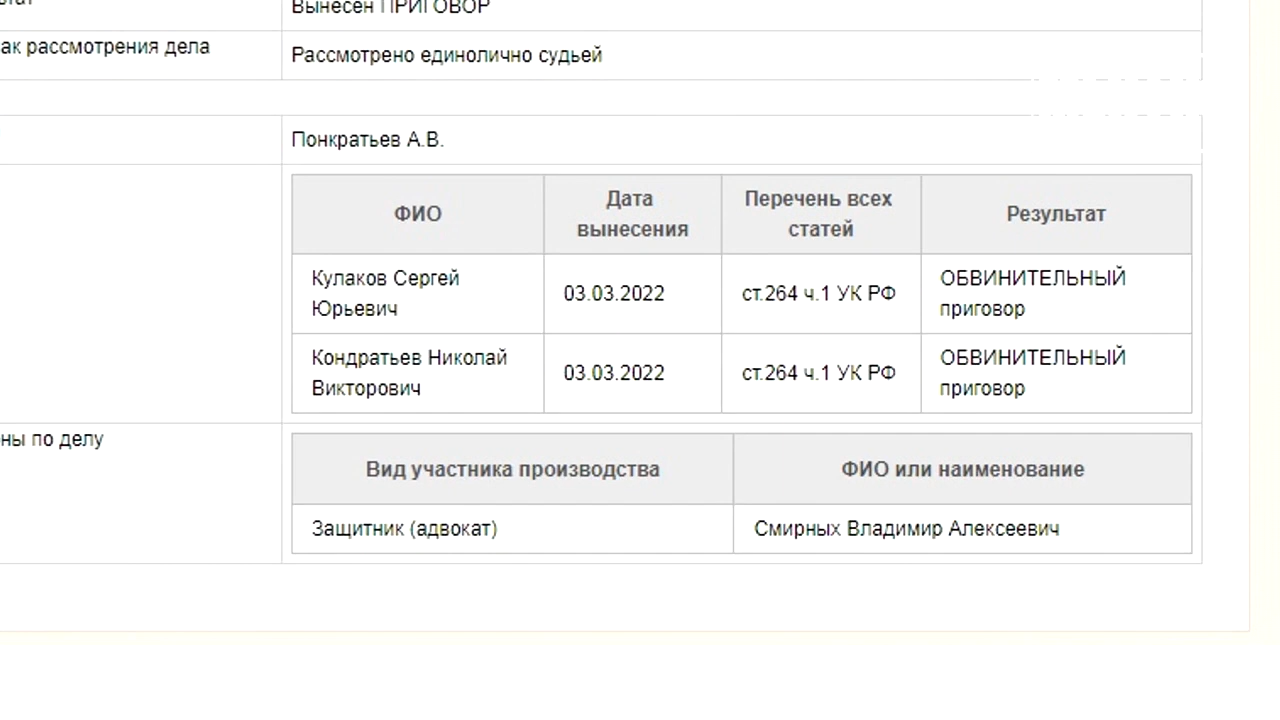 Вынесен ПРИГОВОР
ак рассмотрения дела
Рассмотрено единолично судьей
Понкратьев А.В.
ФИО
Дата
вынесения
Перечень всех
статей
Результат
Кулаков Сергей
Юрьевич
03.03.2022
ст.264 ч.1 УК РФ
ОБВИНИТЕЛЬНЫЙ
приговор
Кондратьев Николай
Викторович
03.03.2022
ст.264 ч.1 УК РФ
ОБВИНИТЕЛЬНЫЙ
приговор
ны по делу
Вид участника производства
ФИО или наименование
Защитник (адвокат)
Смирных Владимир Алексеевич